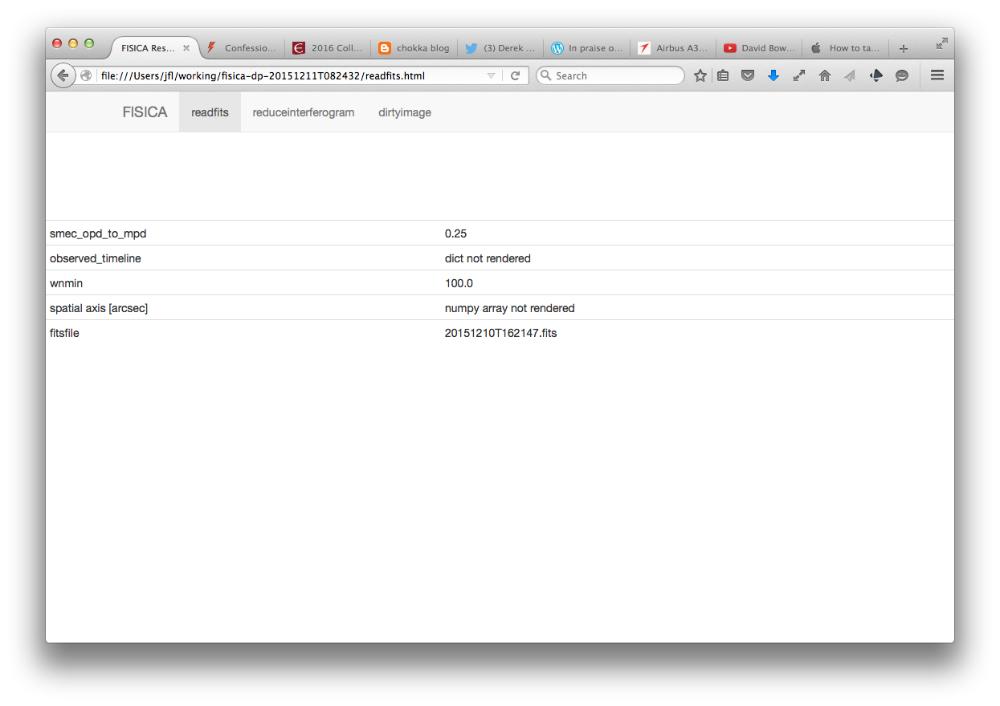 FISICA Res... Confessio... 2016 Coll... chokka blog (3) Derek ... In praise o... Airbus A3... David Bow... How to ta...
file:///Users/jfl/working/fisica-dp-20151211T082432/readfits.html Search
FISICA readfits reduceinterferogram dirtyimage
smec_opd_to_mpd 0.25
observed_timeline dict not rendered
wnmin 100.0
spatial axis [arcsec] numpy array not rendered
fitsfile 20151210T162147.fits